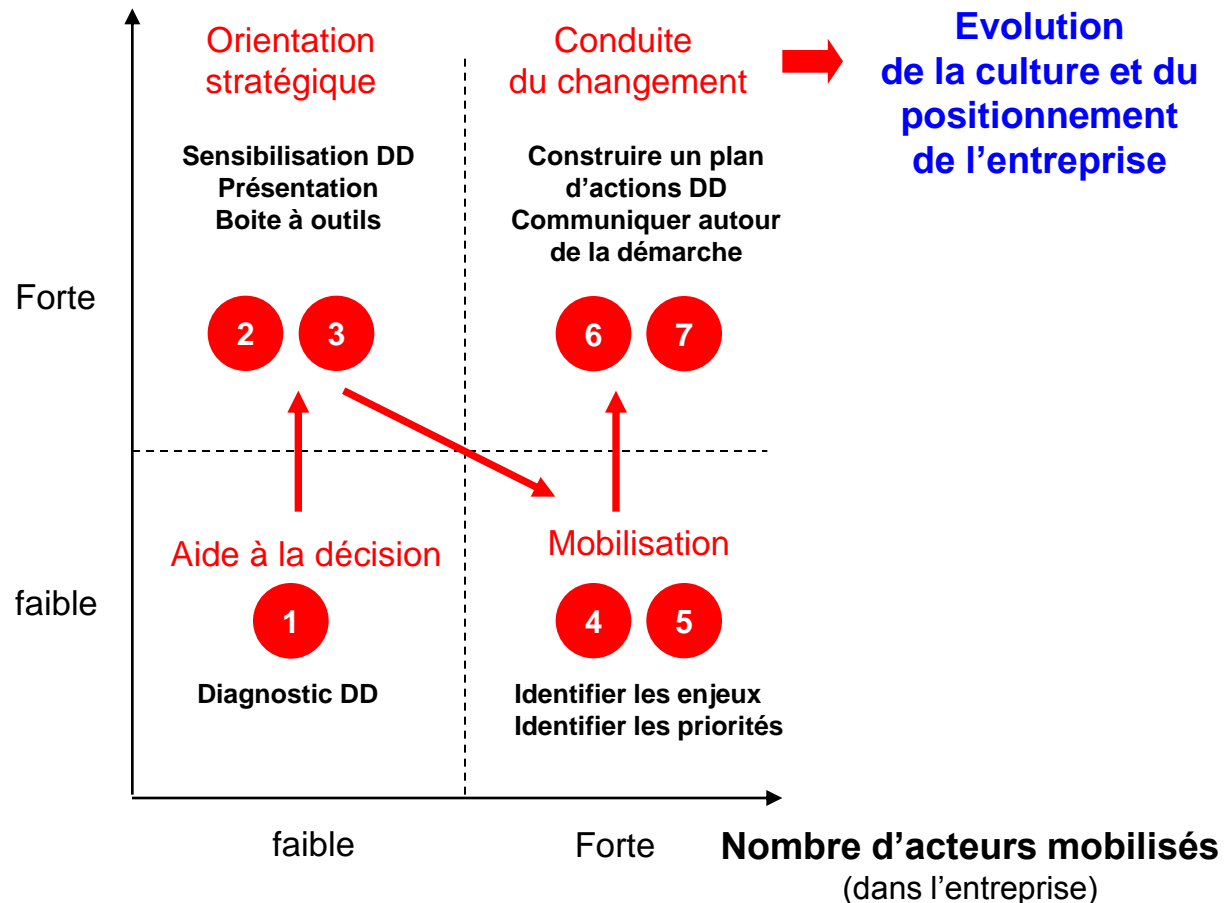 Orientation
stratégique
Conduite
du changement
Evolution
de la culture et du
positionnement
de l’entreprise
Sensibilisation DD
Présentation
Boite à outils
Construire un plan
d’actions DD
Communiquer autour
de la démarche
Forte
2
3
6
7
Aide à la décision
Mobilisation
faible
1
4
5
Diagnostic DD
Identifier les enjeux
Identifier les priorités
faible
Forte
Nombre d’acteurs mobilisés
(dans l’entreprise)